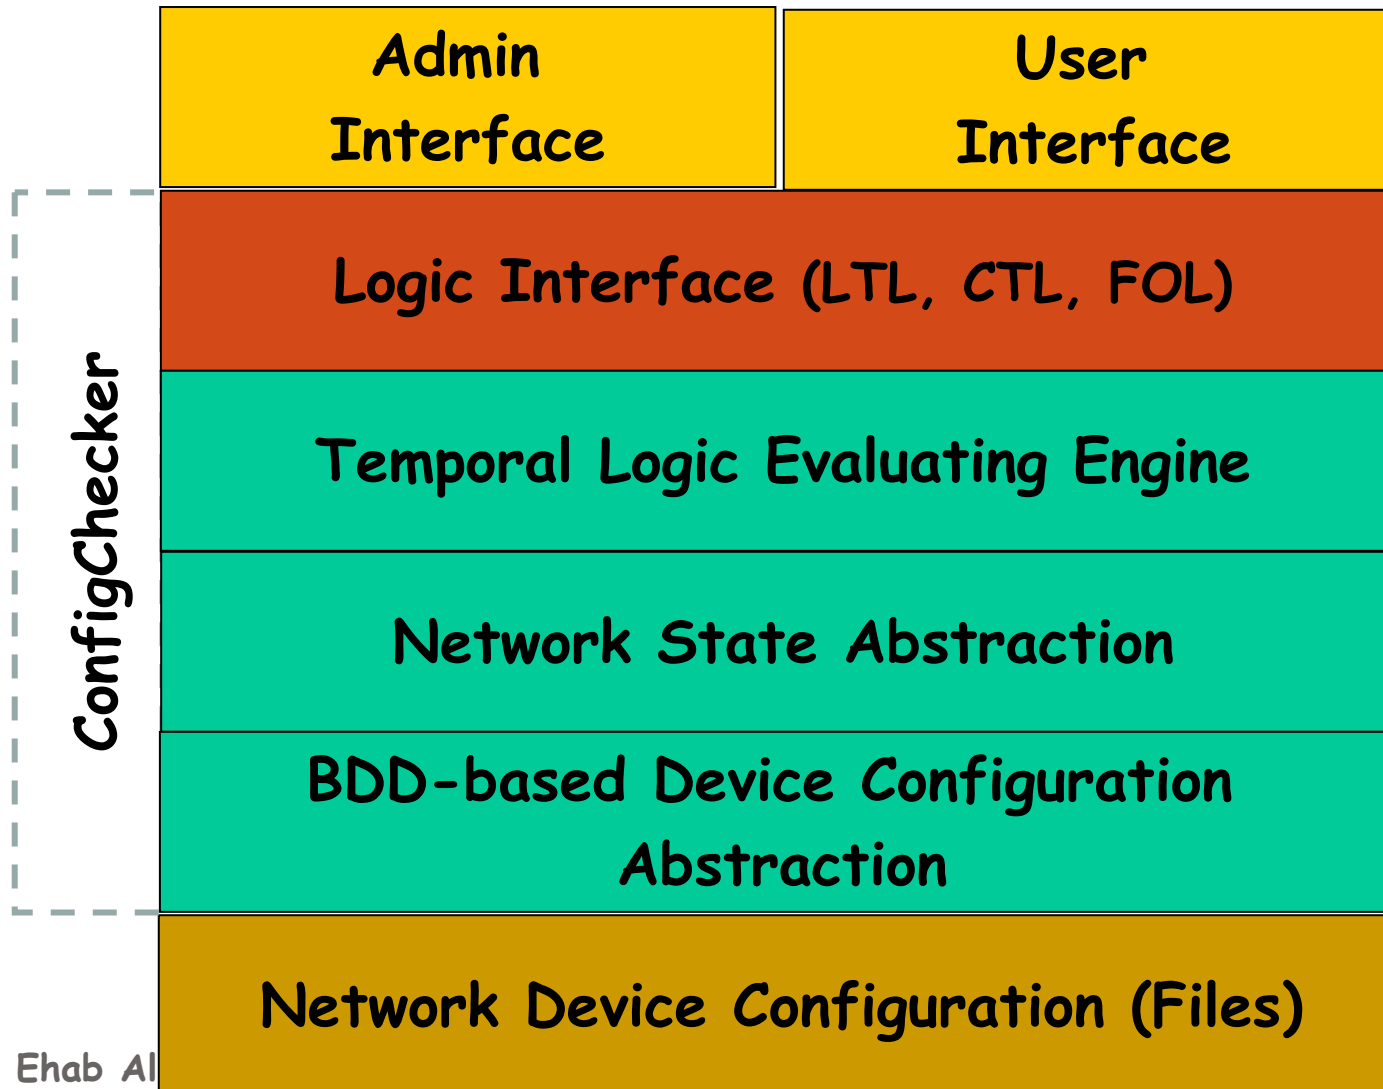 Admin
Interface
User
Interface
Logic Interface (LTL, CTL, FOL)
Temporal Logic Evaluating Engine
Network State Abstraction
BDD-based Device Configuration
Abstraction
ConfigChecker
Network Device Configuration (Files)
Ehab Al